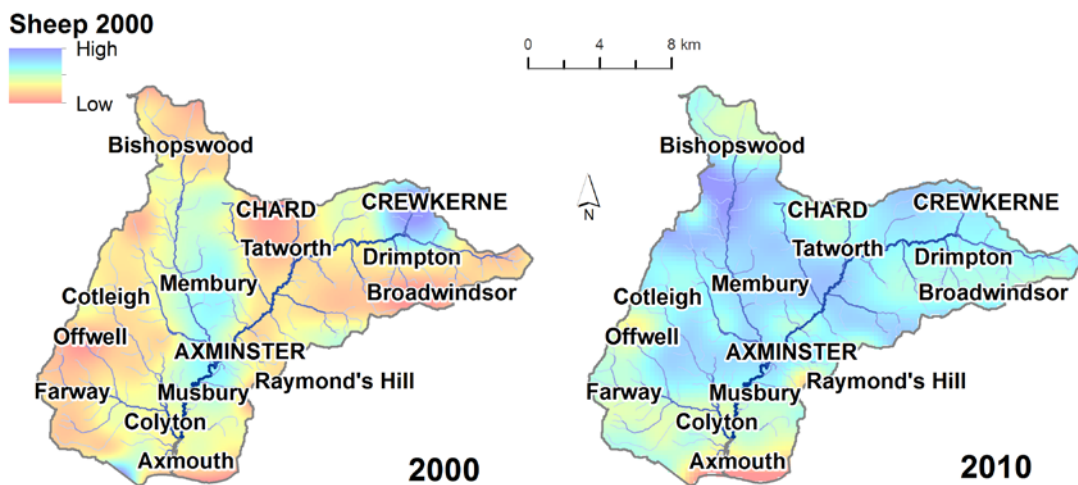 Sheep 2000
High
Low
0 4 8 km
N
Bishopswood
CHARD
CREWKERNE
Tatworth
Drimpton
Membury
Broadwindsor
Cotleigh
Offwell
AXMINSTER
Raymond's Hill
Farway
Musbury
Colyton
Axmouth
2000
Bishopswood
CHARD
CREWKERNE
Tatworth
Drimpton
Membury
Broadwindsor
Cotleigh
Offwell
AXMINSTER
Raymond's Hill
Farway
Musbury
Colyton
Axmouth
2010